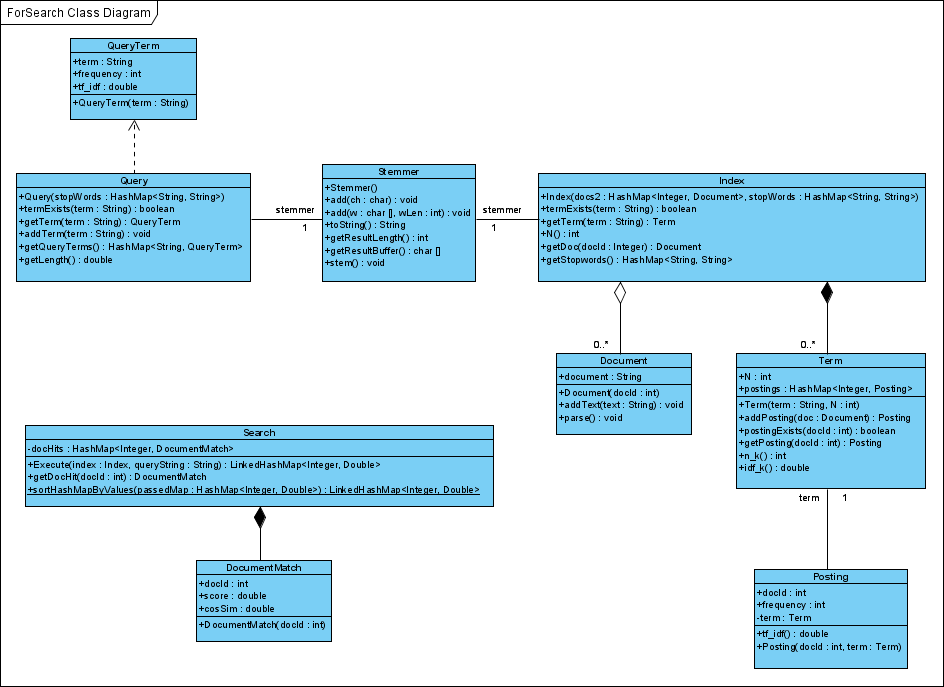 ForSearch Class Diagram
QueryTerm
+term : String
+frequency : int
+tf_idf : double
+QueryTerm(term : String)
Query
+Query(stopWords : HashMap<String, String>)
+termExists(term : String) : boolean
+getTerm(term : String) : QueryTerm
+addTerm(term : String) : void
+getQueryTerms() : HashMap<String, QueryTerm>
+getLength() : double
stemmer
1
Stemmer
+Stemmer()
+add(ch : char) : void
+add(w : char [], wLen : int) : void
+toString() : String
+getResultLength() : int
+getResultBuffer() : char []
+stem() : void
stemmer
1
Index
+Index(docs2 : HashMap<Integer, Document>, stopWords : HashMap<String, String>)
+termExists(term : String) : boolean
+getTerm(term : String) : Term
+N() : int
+getDoc(docId : Integer) : Document
+getStopwords() : HashMap<String, String>
0..*
0..*
Document
+document : String
+Document(docId : int)
+addText(text : String) : void
+parse() : void
Term
+N : int
+postings : HashMap<Integer, Posting>
+Term(term : String, N : int)
+addPosting(doc : Document) : Posting
+postingExists(docId : int) : boolean
+getPosting(docId : int) : Posting
+n_k() : int
+idf_k() : double
term
1
Search
-docHits : HashMap<Integer, DocumentMatch>
+Execute(index : Index, queryString : String) : LinkedHashMap<Integer, Double>
+getDocHit(docId : int) : DocumentMatch
+sortHashMapByValues(passedMap : HashMap<Integer, Double>) : LinkedHashMap<Integer, Double>
DocumentMatch
+docId : int
+score : double
+cosSim : double
+DocumentMatch(docId : int)
Posting
+docId : int
+frequency : int
-term : Term
+tf_idf() : double
+Posting(docId : int, term : Term)